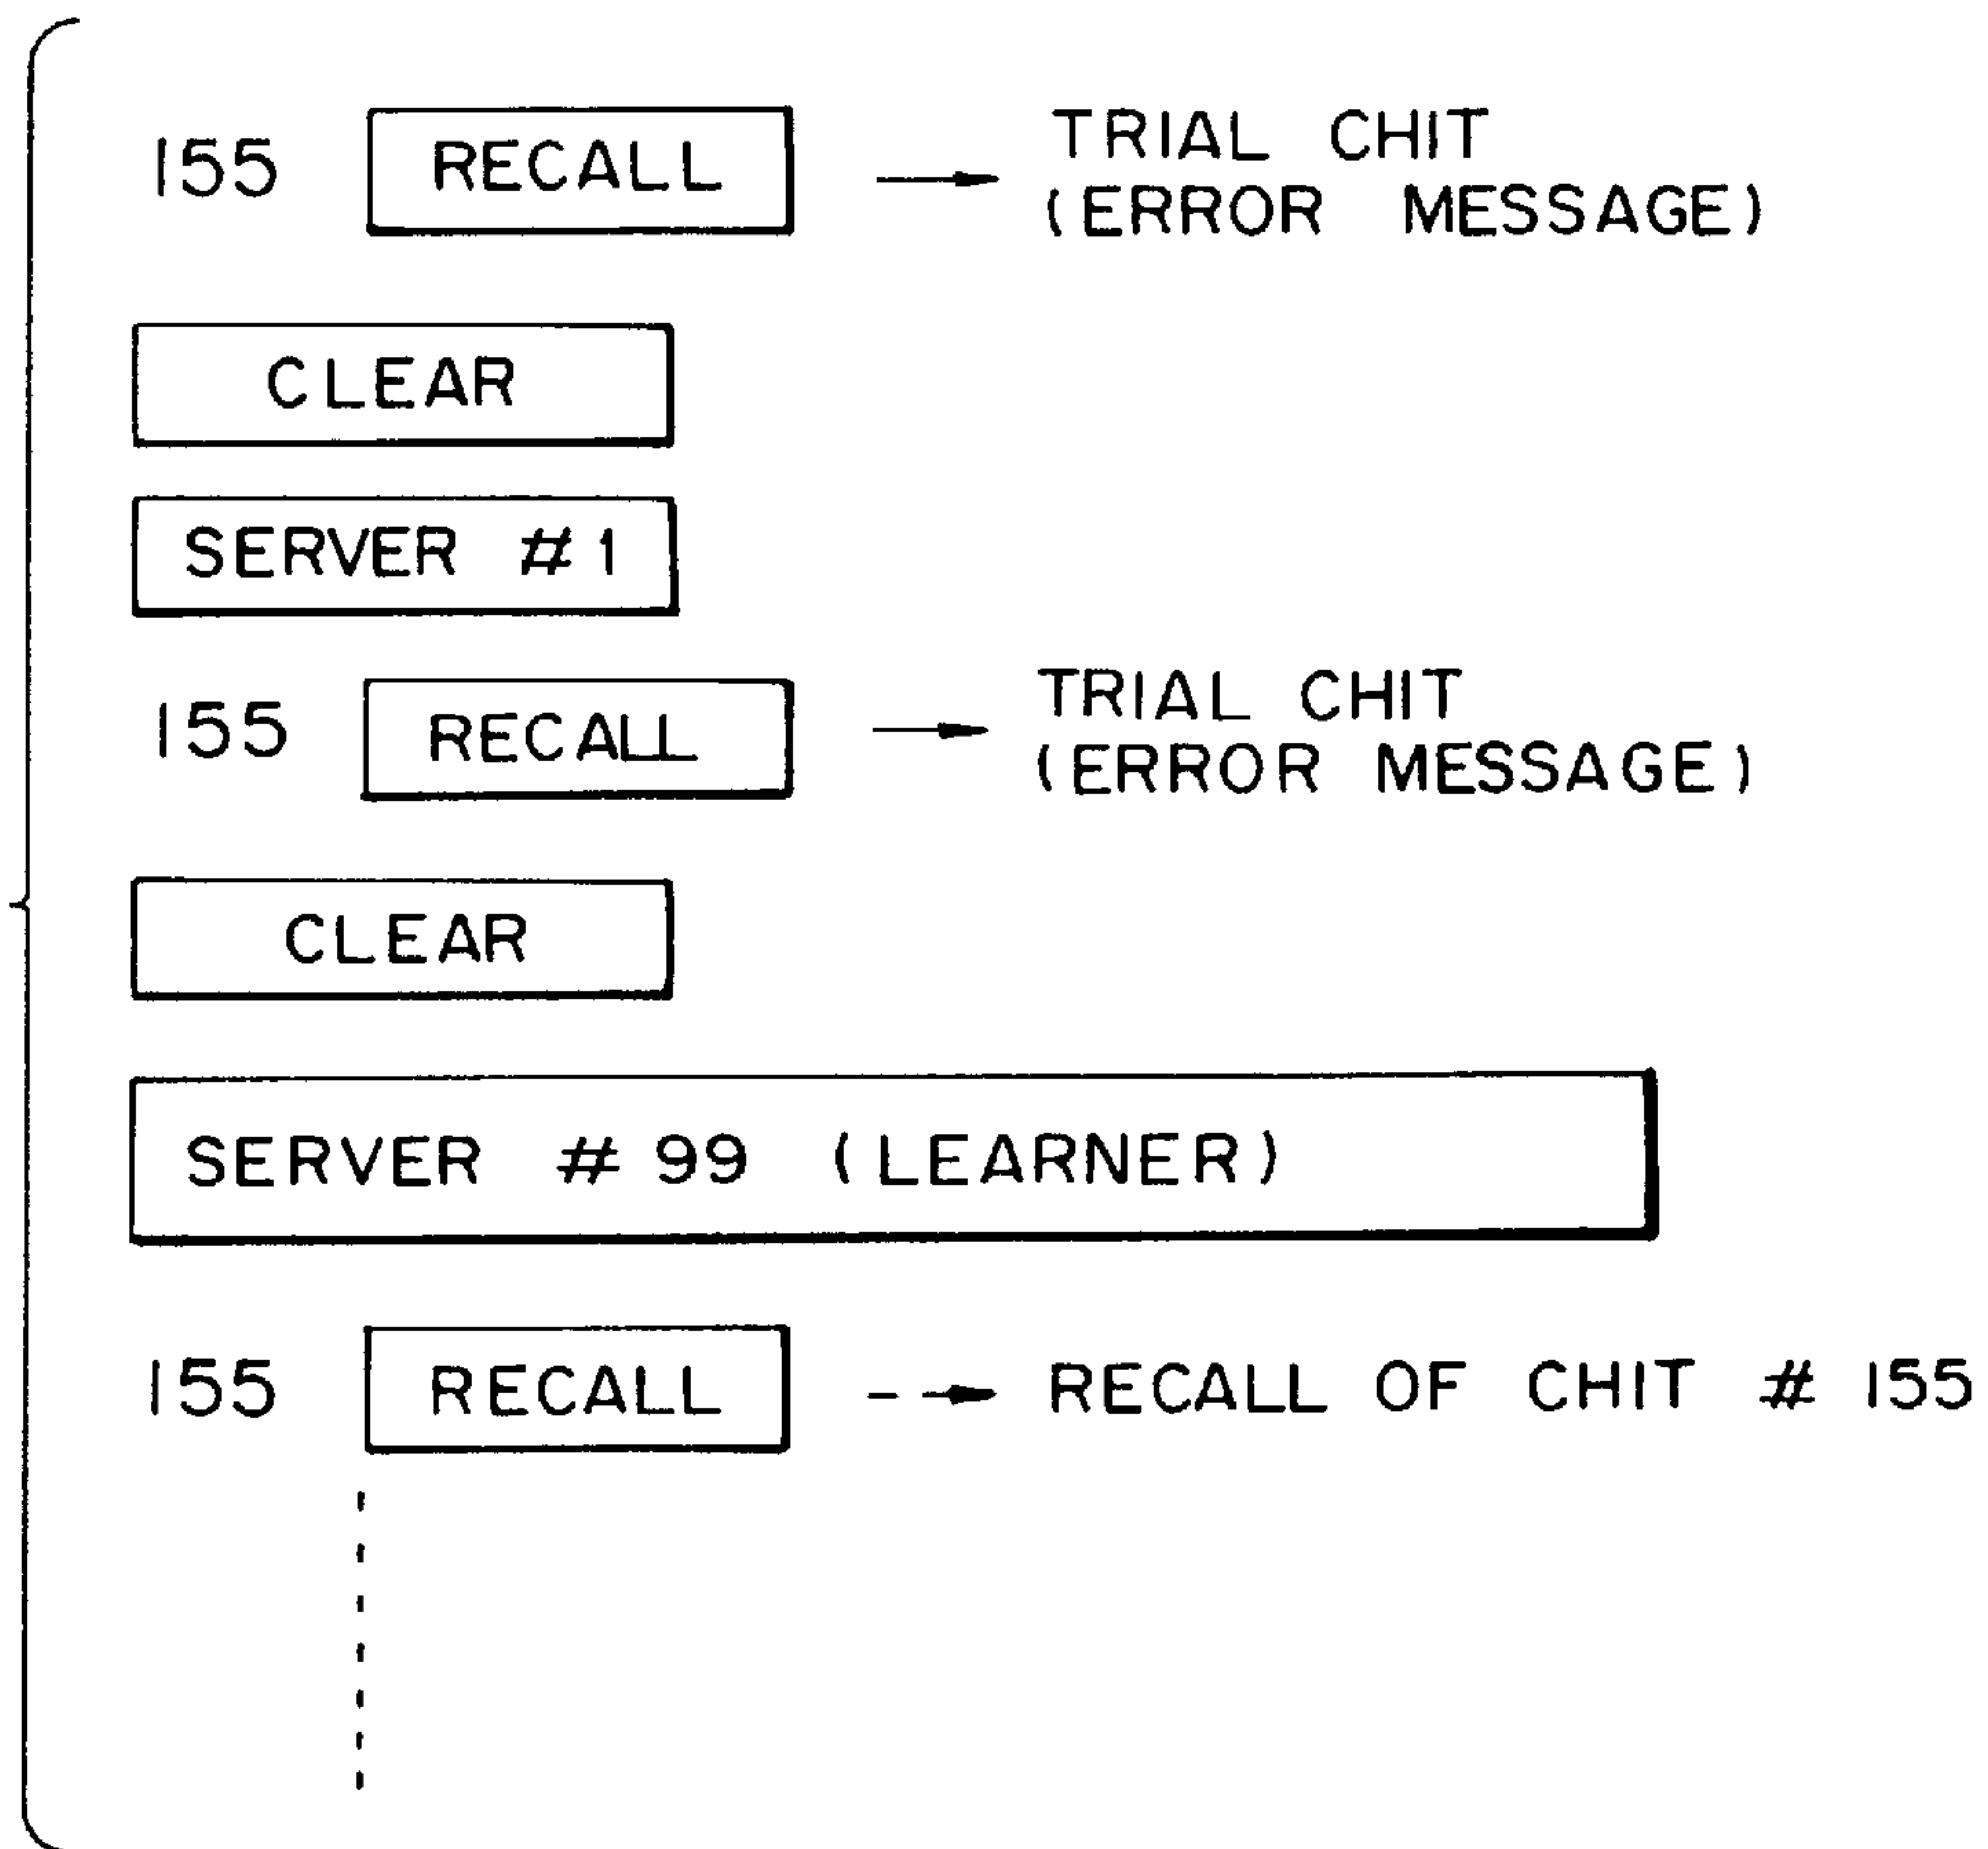 155 RECALL TRIAL CHIT
(ERROR MESSAGE)
CLEAR
SERVER #1
155 RECALL TRIAL CHIT
(ERROR MESSAGE)
CLEAR
SERVER # 99 (LEARNER)
155 RECALL RECALL OF CHIT # 155